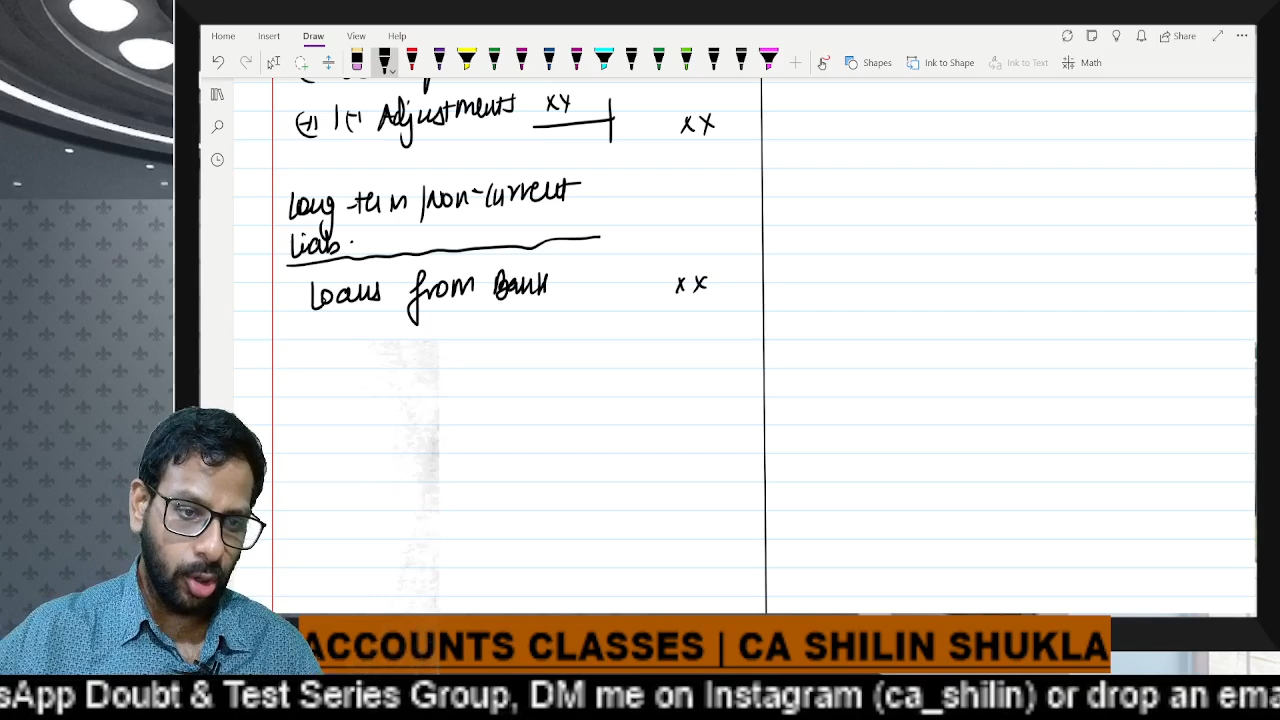 Home Insert Draw View Help
Share
Shapes Ink to Shape Ink to Text Math
(+) / (-) Adjustments xy xx
Long-term/Non-current
Liab.
Loans from Bank xx
ACCOUNTS CLASSES | CA SHILIN SHUKLA
sApp Doubt & Test Series Group, DM me on Instagram (ca_shilin) or drop an ema